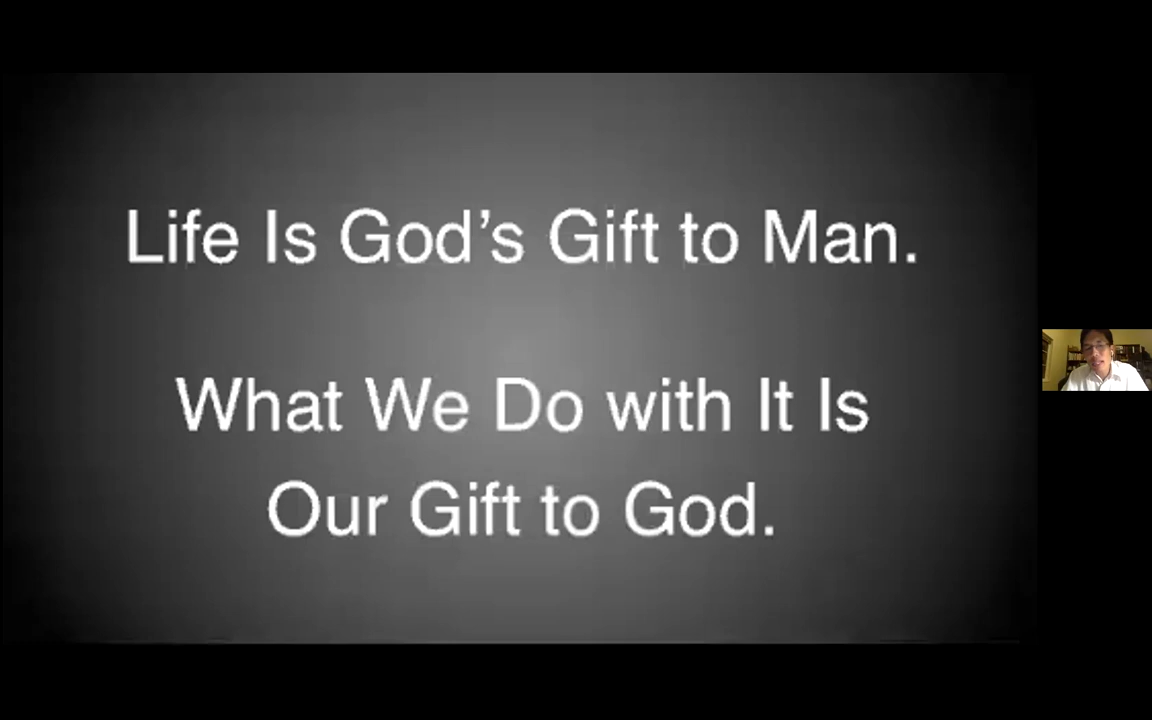 Life Is God’s Gift to Man.
What We Do with It Is
Our Gift to God.